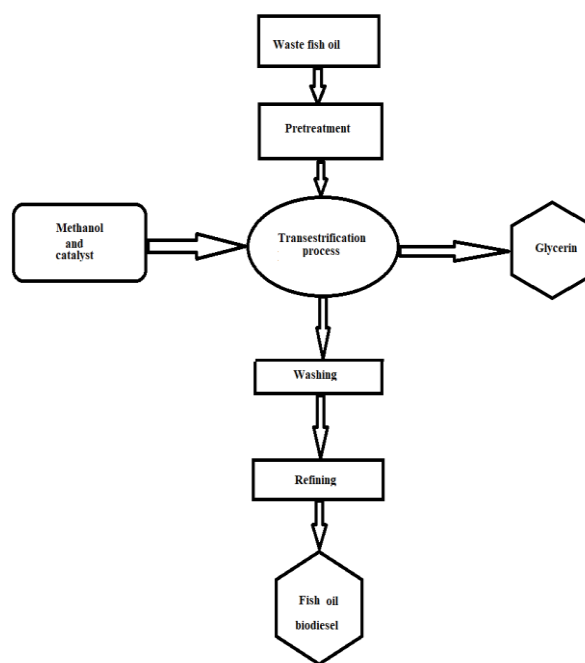 Waste fish oil
Pretreatment
Methanol
and
catalyst
Transestrification
process
Glycerin
Washing
Refining
Fish oil
biodiesel